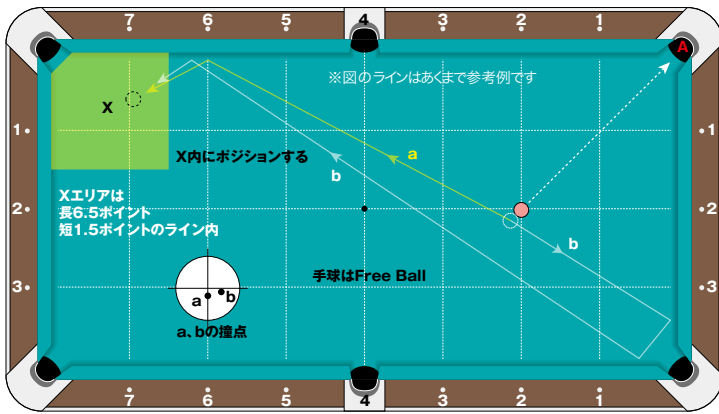 7 6 5 4 3 2 1
A
※図のラインはあくまで参考例です
X
a
1 1
X内にポジションする
b
Xエリアは
長6.5ポイント
短1.5ポイントのライン内
2 2
b
手球はFree Ball
3 3
a b
a、bの撞点
7 6 5 4 3 2 1